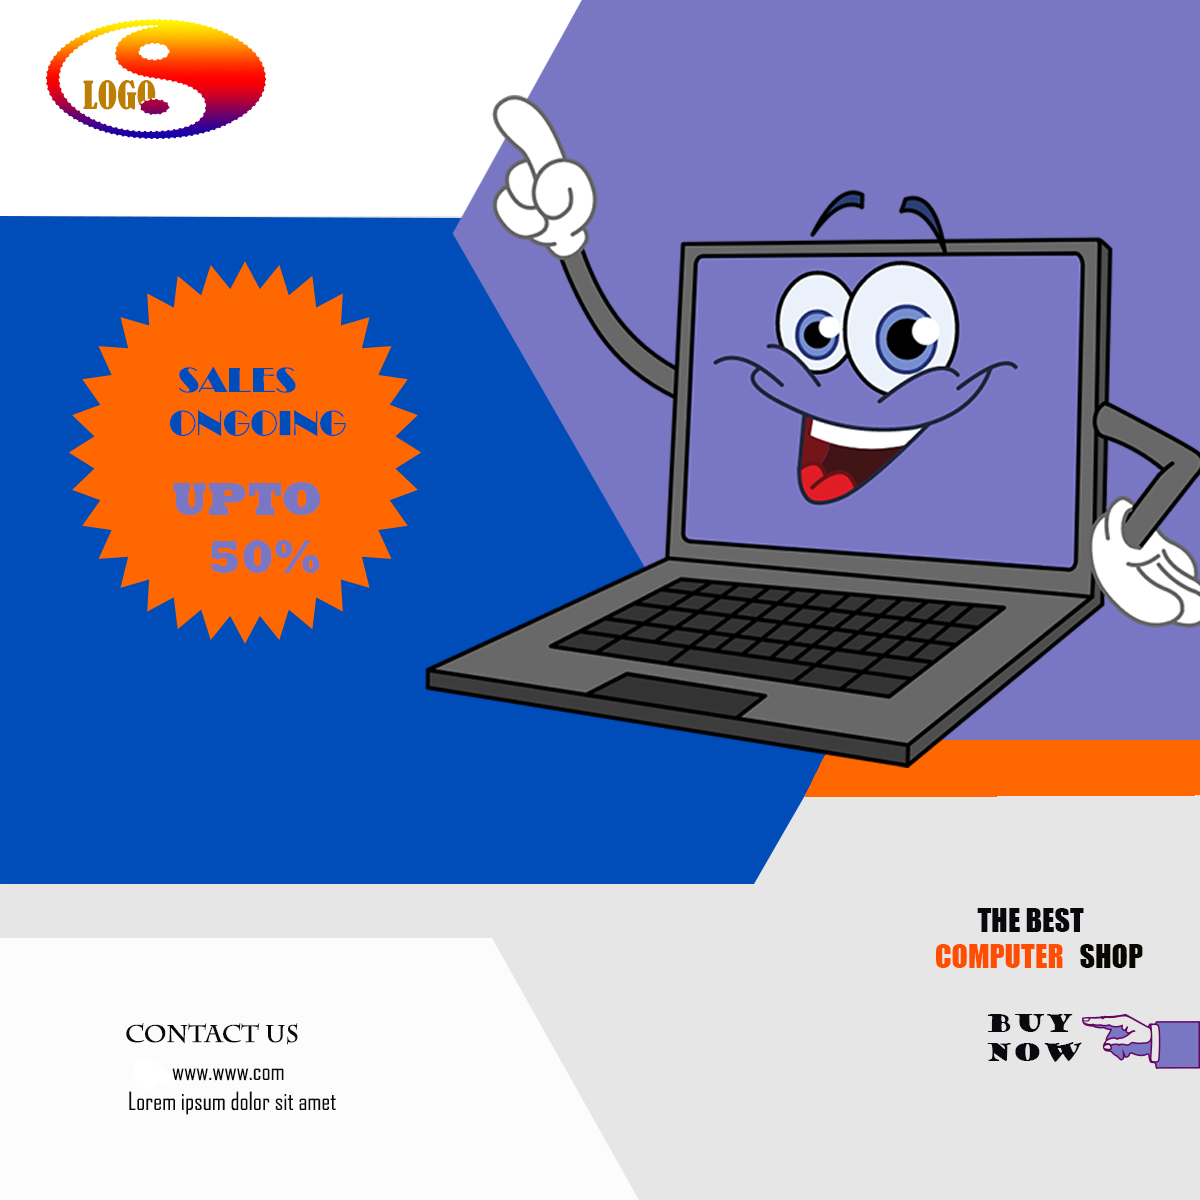 LOGO
SALES
ONGOING
UPTO
50%
THE BEST
COMPUTER SHOP
BUY
NOW
CONTACT US
www.www.com
Lorem ipsum dolor sit amet